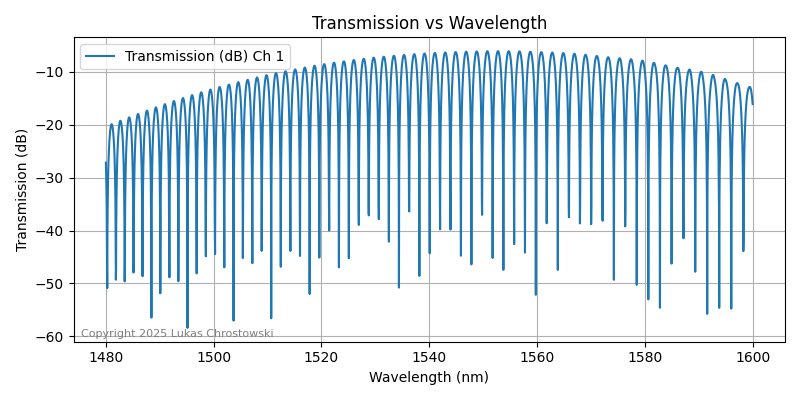 Transmission vs Wavelength
Transmission (dB) Ch 1
Transmission (dB)
−10
−20
−30
−40
−50
−60
Copyright 2025 Lukas Chrostowski
1480 1500 1520 1540 1560 1580 1600
Wavelength (nm)